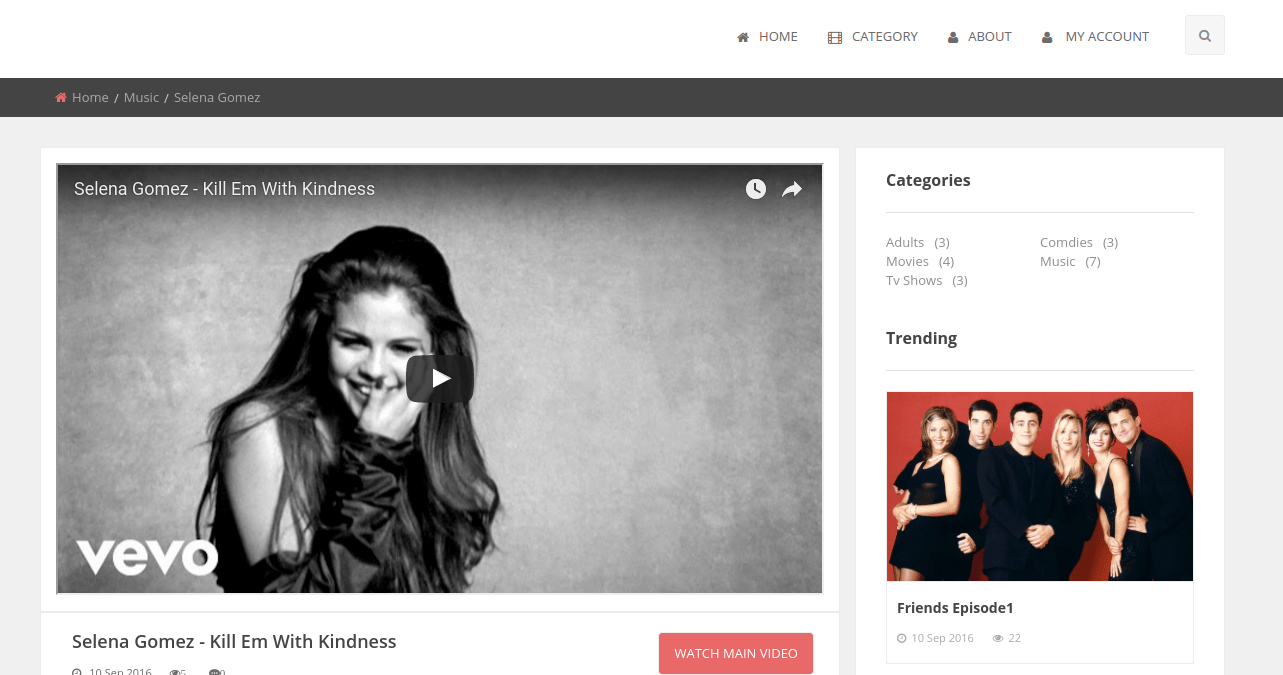 HOME CATEGORY ABOUT MY ACCOUNT
Home / Music / Selena Gomez
Selena Gomez - Kill Em With Kindness
vevo
Selena Gomez - Kill Em With Kindness
WATCH MAIN VIDEO
10 Sep 2016 5 0
Categories
Adults (3) Comdies (3)
Movies (4) Music (7)
Tv Shows (3)
Trending
Friends Episode1
10 Sep 2016 22